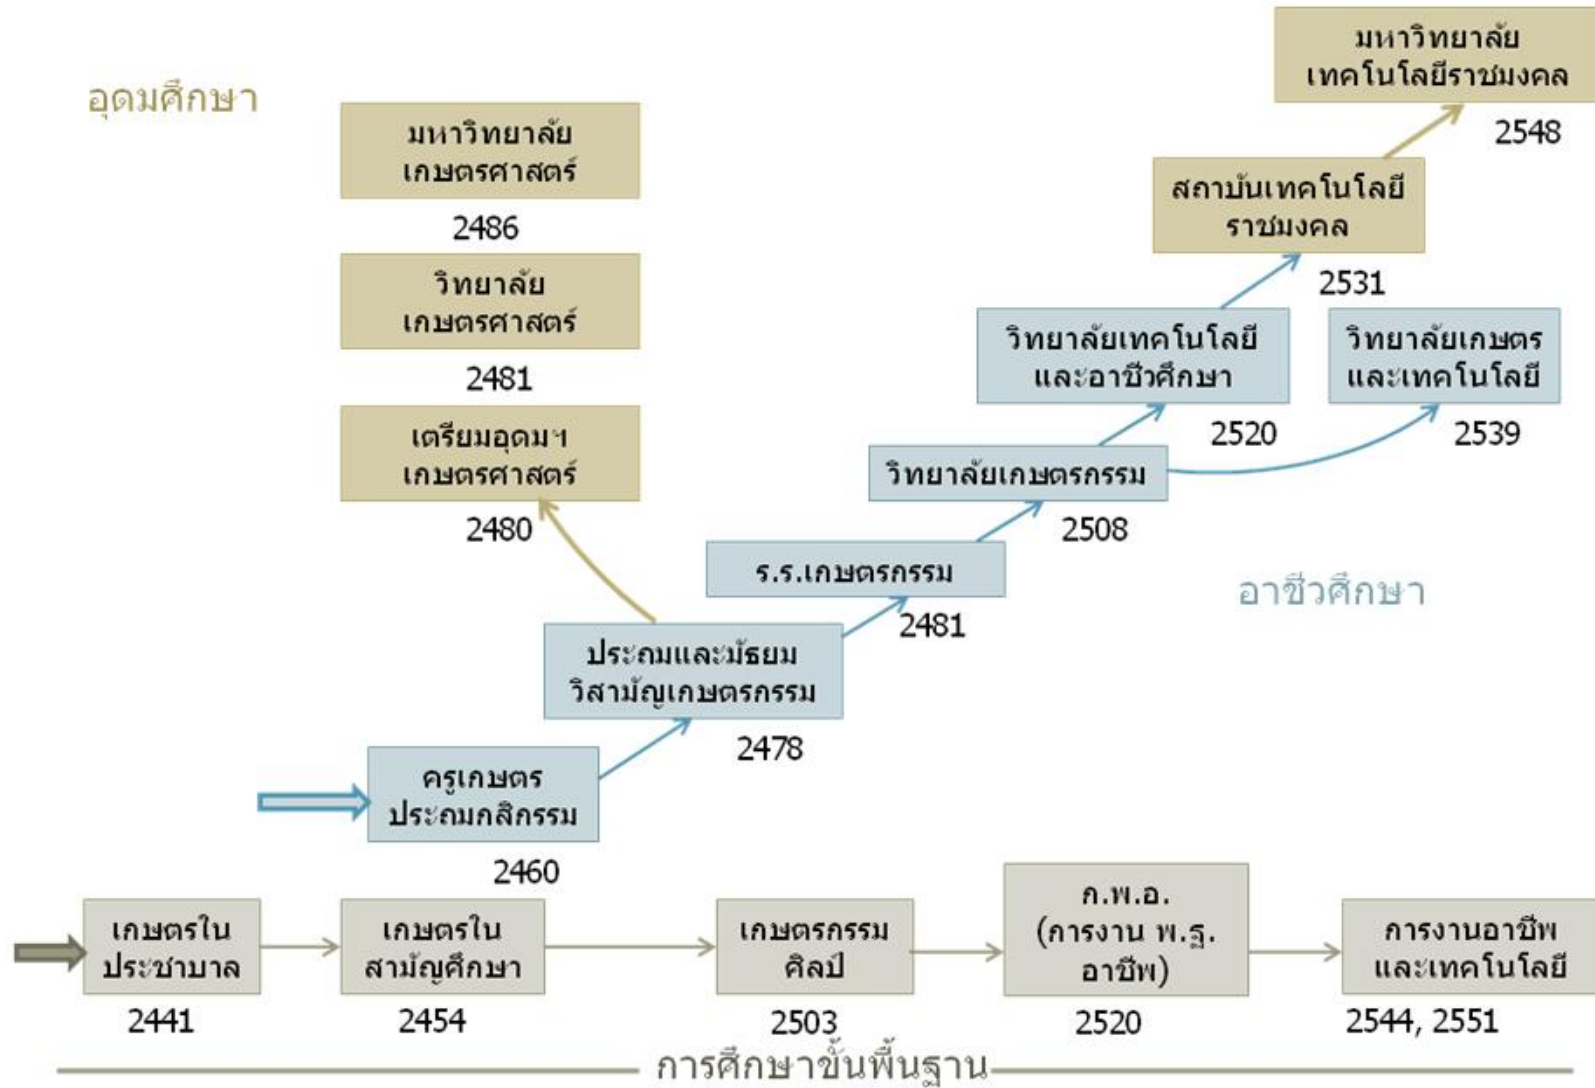 มหาวิทยาลัย
เทคโนโลยีราชมงคล
2548
อุดมศึกษา
มหาวิทยาลัย
เกษตรศาสตร์
2486
สถาบันเทคโนโลยี
ราชมงคล
2531
วิทยาลัย
เกษตรศาสตร์
2481
วิทยาลัยเทคโนโลยี
และอาชีวศึกษา
2520
วิทยาลัยเกษตร
และเทคโนโลยี
2539
เตรียมอุดมฯ
เกษตรศาสตร์
2480
วิทยาลัยเกษตรกรรม
2508
ร.ร.เกษตรกรรม
2481
อาชีวศึกษา
ประถมและมัธยม
วิสามัญเกษตรกรรม
2478
ครูเกษตร
ประถมกสิกรรม
2460
เกษตรใน
ประชาบาล
2441
เกษตรใน
สามัญศึกษา
2454
เกษตรกรรม
ศิลป์
2503
ก.พ.อ.
(การงาน พ.ฐ.
อาชีพ)
2520
การงานอาชีพ
และเทคโนโลยี
2544, 2551
การศึกษาขั้นพื้นฐาน